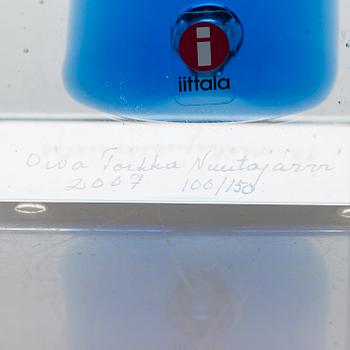 i
iittala
Oiva Toikka Nuutajärvi
2007 100/150